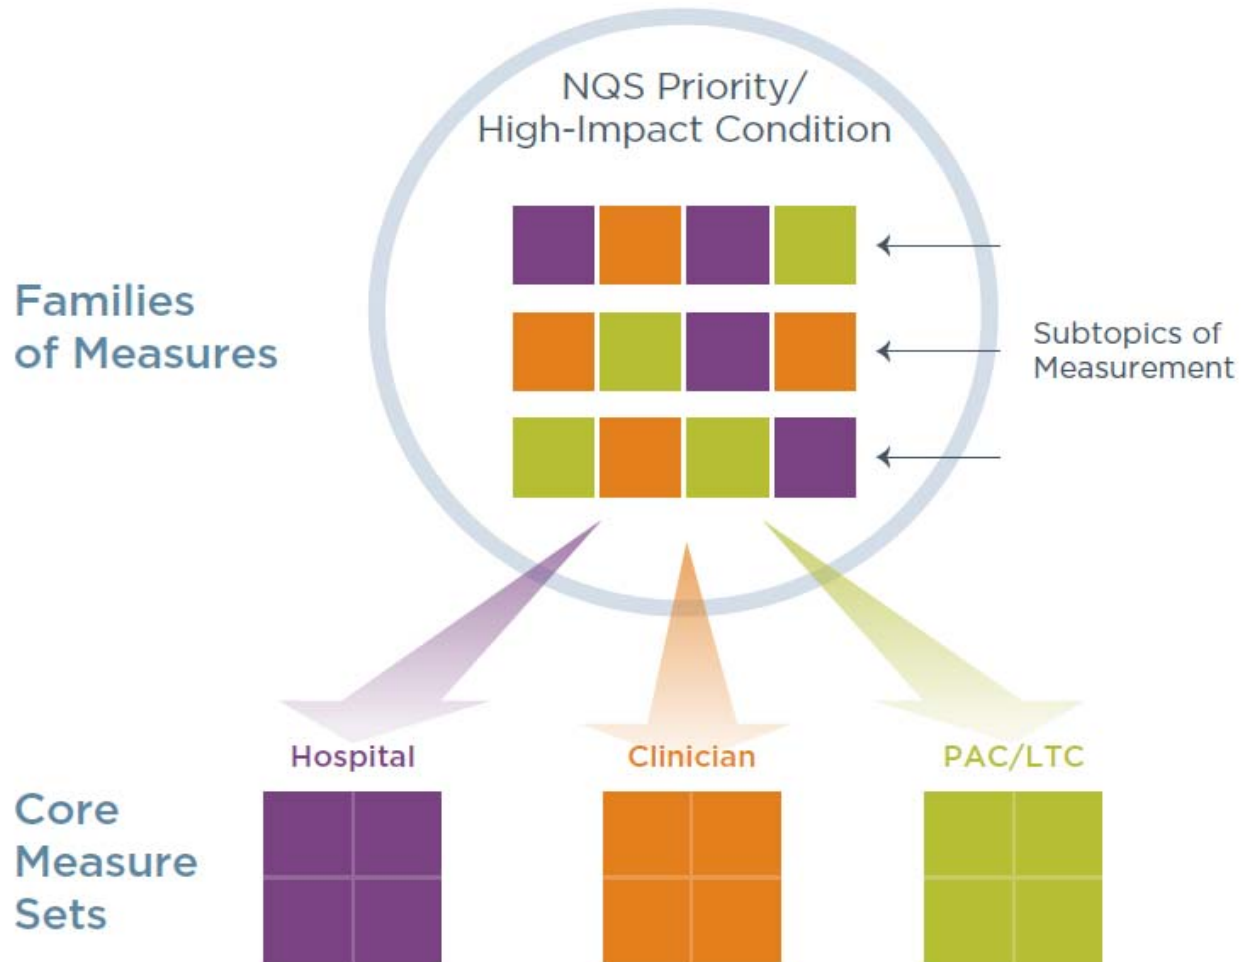 NQS Priority/
High-Impact Condition
Families
of Measures
Subtopics of
Measurement
Hospital
Clinician
PAC/LTC
Core
Measure
Sets